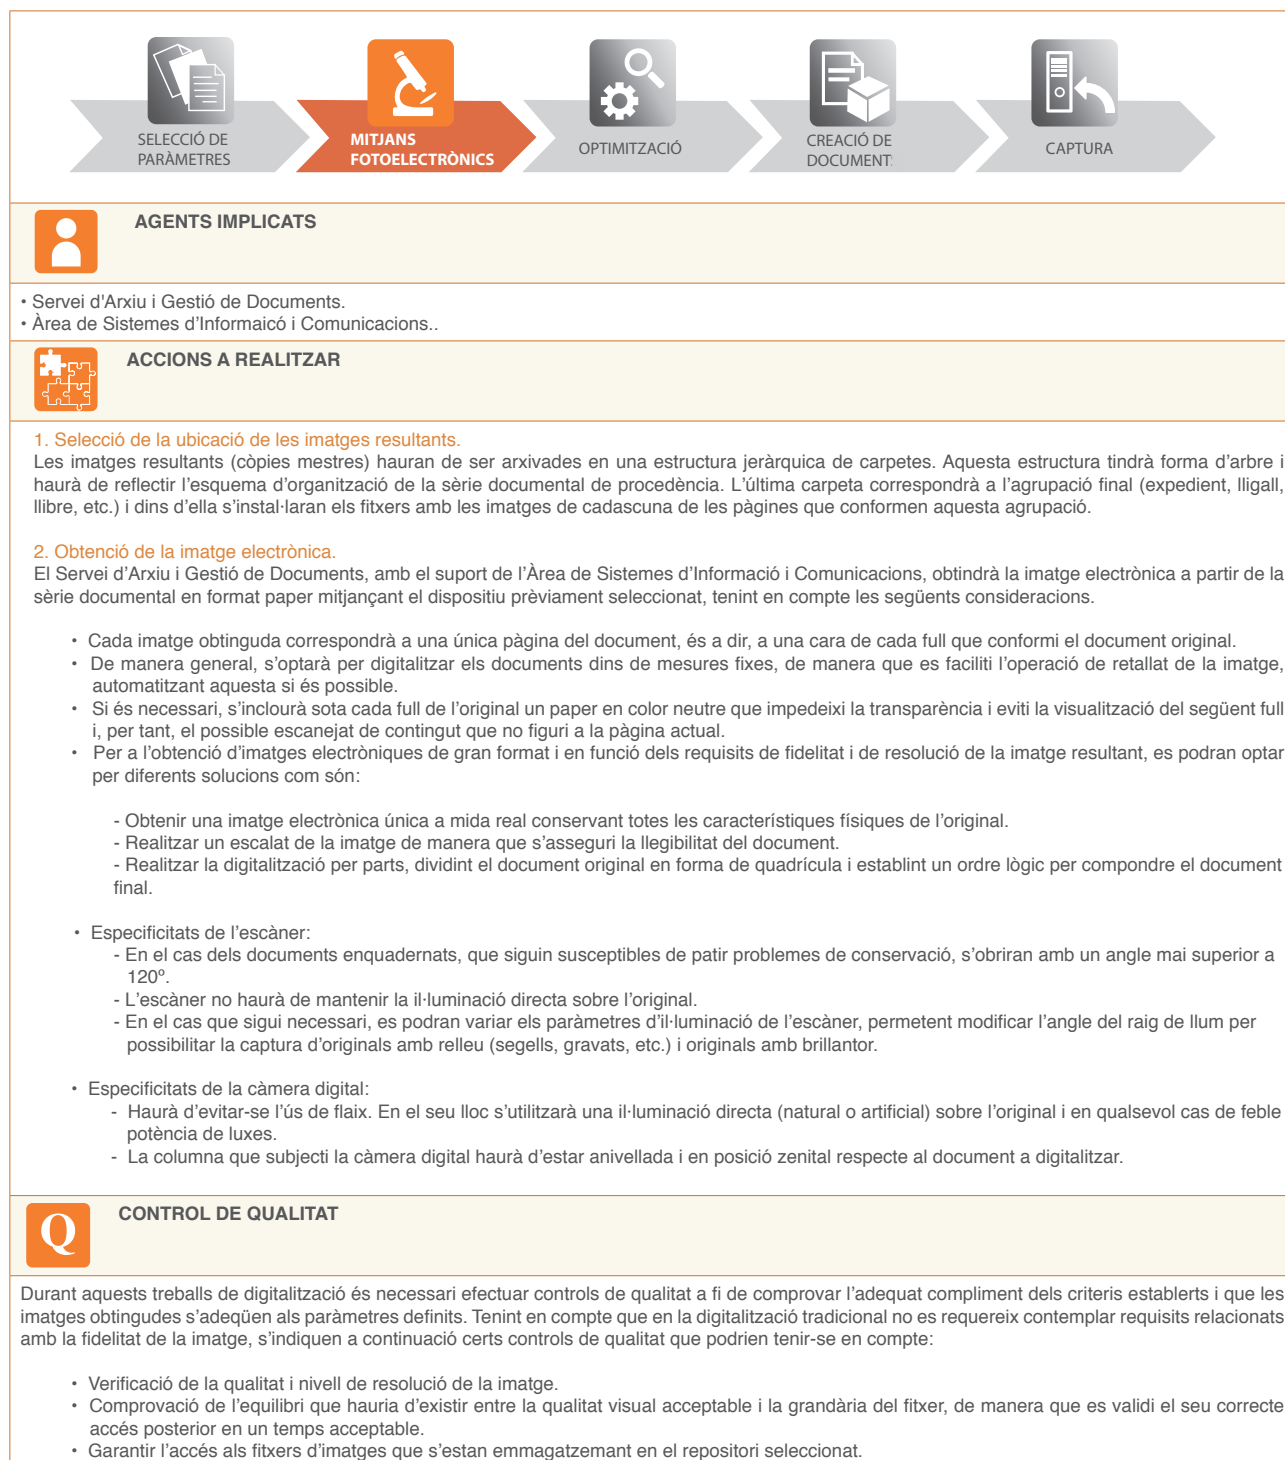 SELECCIÓ DE
PARÀMETRES
MITJANS
FOTOELECTRÒNICS
OPTIMITZACIÓ
CREACIÓ DE
DOCUMENT
CAPTURA
AGENTS IMPLICATS
• Servei d'Arxiu i Gestió de Documents.
• Àrea de Sistemes d’Informaicó i Comunicacions..
ACCIONS A REALITZAR
1. Selecció de la ubicació de les imatges resultants.
Les imatges resultants (còpies mestres) hauran de ser arxivades en una estructura jeràrquica de carpetes. Aquesta estructura tindrà forma d’arbre i
haurà de reflectir l’esquema d’organització de la sèrie documental de procedència. L’última carpeta correspondrà a l’agrupació final (expedient, lligall,
llibre, etc.) i dins d’ella s’instal·laran els fitxers amb les imatges de cadascuna de les pàgines que conformen aquesta agrupació.
2. Obtenció de la imatge electrònica.
El Servei d’Arxiu i Gestió de Documents, amb el suport de l’Àrea de Sistemes d’Informació i Comunicacions, obtindrà la imatge electrònica a partir de la
sèrie documental en format paper mitjançant el dispositiu prèviament seleccionat, tenint en compte les següents consideracions.
• Cada imatge obtinguda correspondrà a una única pàgina del document, és a dir, a una cara de cada full que conformi el document original.
• De manera general, s’optarà per digitalitzar els documents dins de mesures fixes, de manera que es faciliti l’operació de retallat de la imatge,
automatitzant aquesta si és possible.
• Si és necessari, s’inclourà sota cada full de l’original un paper en color neutre que impedeixi la transparència i eviti la visualització del següent full
i, per tant, el possible escanejat de contingut que no figuri a la pàgina actual.
• Per a l’obtenció d’imatges electròniques de gran format i en funció dels requisits de fidelitat i de resolució de la imatge resultant, es podran optar
per diferents solucions com són:
- Obtenir una imatge electrònica única a mida real conservant totes les característiques físiques de l’original.
- Realitzar un escalat de la imatge de manera que s’asseguri la llegibilitat del document.
- Realitzar la digitalització per parts, dividint el document original en forma de quadrícula i establint un ordre lògic per compondre el document
final.
• Especificitats de l’escàner:
- En el cas dels documents enquadernats, que siguin susceptibles de patir problemes de conservació, s’obriran amb un angle mai superior a
120º.
- L’escàner no haurà de mantenir la il·luminació directa sobre l’original.
- En el cas que sigui necessari, es podran variar els paràmetres d’il·luminació de l’escàner, permetent modificar l’angle del raig de llum per
possibilitar la captura d’originals amb relleu (segells, gravats, etc.) i originals amb brillantor.
• Especificitats de la càmera digital:
- Haurà d’evitar-se l’ús de flaix. En el seu lloc s’utilitzarà una il·luminació directa (natural o artificial) sobre l’original i en qualsevol cas de feble
potència de luxes.
- La columna que subjecti la càmera digital haurà d’estar anivellada i en posició zenital respecte al document a digitalitzar.
Q
CONTROL DE QUALITAT
Durant aquests treballs de digitalització és necessari efectuar controls de qualitat a fi de comprovar l’adequat compliment dels criteris establerts i que les
imatges obtingudes s’adeqüen als paràmetres definits. Tenint en compte que en la digitalització tradicional no es requereix contemplar requisits relacionats
amb la fidelitat de la imatge, s’indiquen a continuació certs controls de qualitat que podrien tenir-se en compte:
• Verificació de la qualitat i nivell de resolució de la imatge.
• Comprovació de l’equilibri que hauria d’existir entre la qualitat visual acceptable i la grandària del fitxer, de manera que es validi el seu correcte
accés posterior en un temps acceptable.
• Garantir l’accés als fitxers d’imatges que s’estan emmagatzemant en el repositori seleccionat.